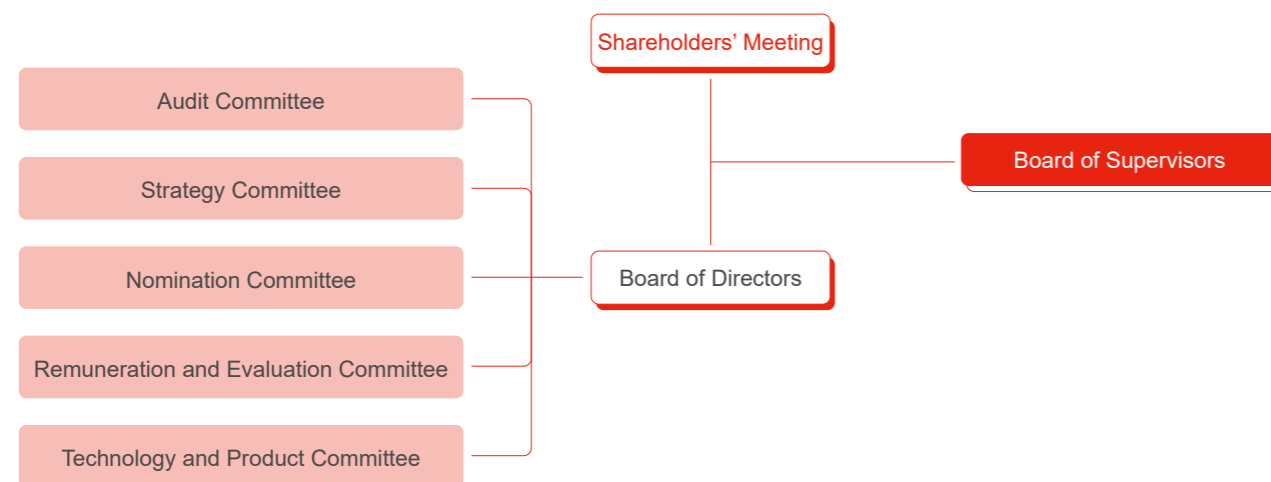 Shareholders’ Meeting
Audit Committee
Board of Supervisors
Strategy Committee
Nomination Committee
Board of Directors
Remuneration and Evaluation Committee
Technology and Product Committee